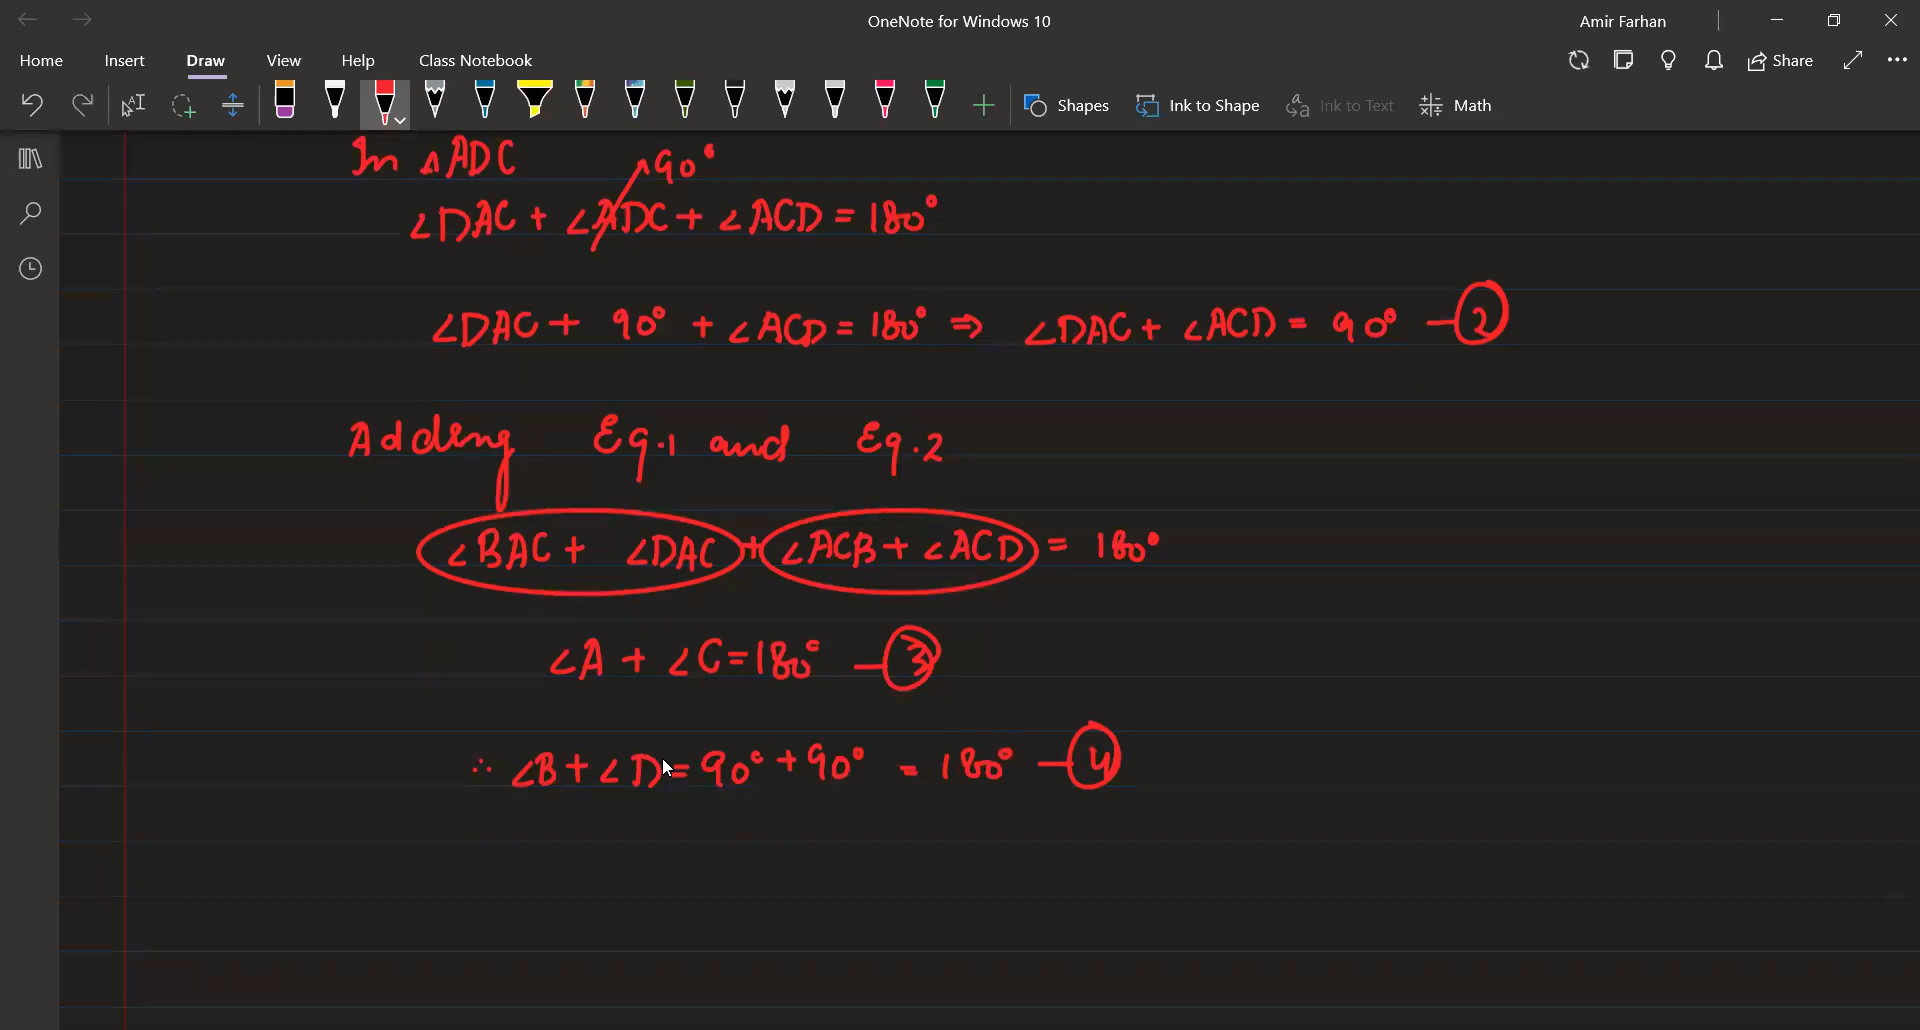 OneNote for Windows 10
Amir Farhan
Home Insert Draw View Help Class Notebook
Share
Shapes Ink to Shape Ink to Text Math
In △ADC
90°
∠DAC + ∠ADC + ∠ACD = 180°
∠DAC + 90° + ∠ACD = 180° ⇒ ∠DAC + ∠ACD = 90° — 2
Adding Eq.1 and Eq.2
∠BAC + ∠DAC + ∠ACB + ∠ACD = 180°
∠A + ∠C = 180° — 3
∴ ∠B + ∠D = 90° + 90° = 180° — 4